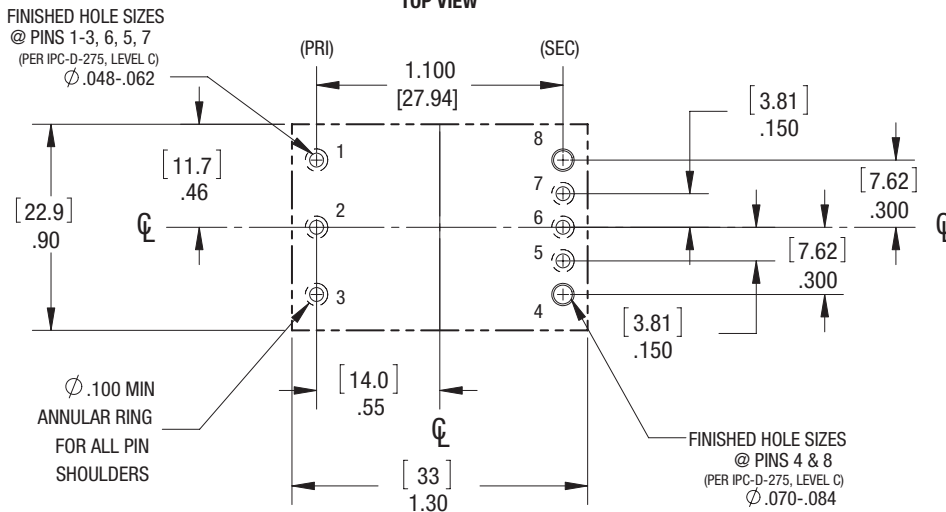 TOP VIEW
FINISHED HOLE SIZES
@ PINS 1-3, 6, 5, 7
(PER IPC-D-275, LEVEL C)
∅ .048-.062
(PRI)
(SEC)
1.100
[27.94]
[3.81]
.150
[11.7]
.46
[22.9]
.90
℄
1
2
3
8
7
6
5
4
[7.62]
.300
℄
[7.62]
.300
[3.81]
.150
∅ .100 MIN
ANNULAR RING
FOR ALL PIN
SHOULDERS
[14.0]
.55
℄
[33]
1.30
FINISHED HOLE SIZES
@ PINS 4 & 8
(PER IPC-D-275, LEVEL C)
∅ .070-.084